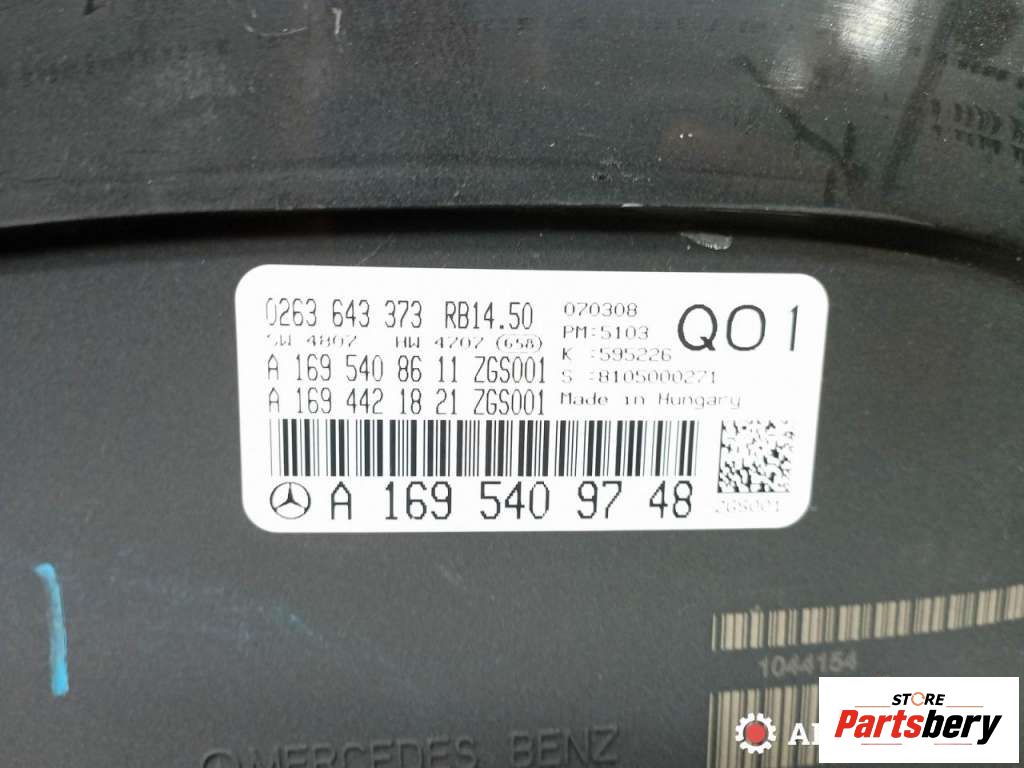 0263 643 373 RB14.50
SW 4807 HW 4707 (658)
A 169 540 86 11 ZGS001
A 169 442 18 21 ZGS001
070308
PM:5103
K :595226
S :8105000271
Made in Hungary
Q01
A 169 540 97 48
ZGS001
1044154
MERCEDES BENZ
STORE
Partsbery